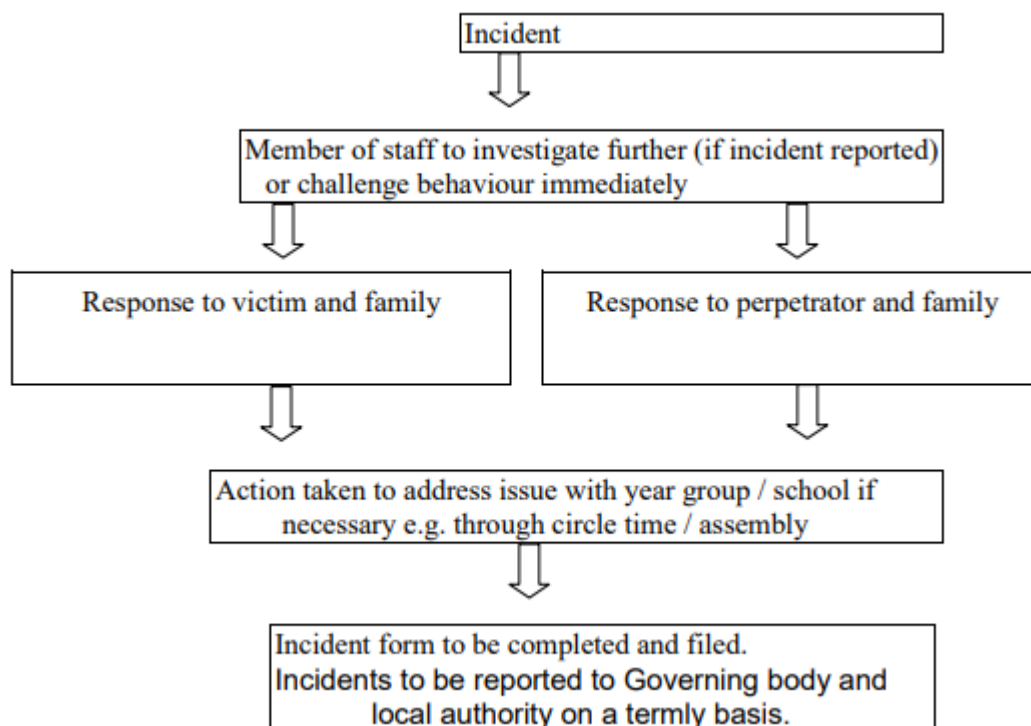 Incident
Member of staff to investigate further (if incident reported)
or challenge behaviour immediately
Response to victim and family
Response to perpetrator and family
Action taken to address issue with year group / school if
necessary e.g. through circle time / assembly
Incident form to be completed and filed.
Incidents to be reported to Governing body and
local authority on a termly basis.